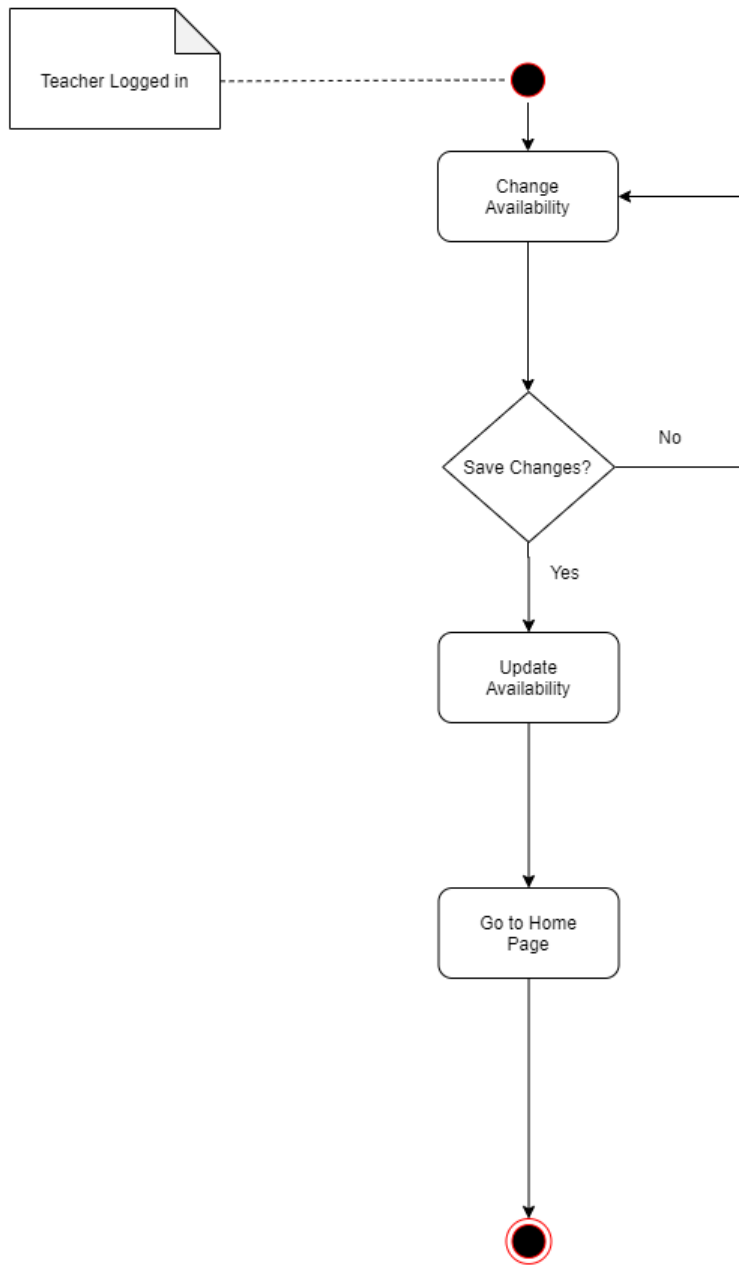 Teacher Logged in
Change
Availability
Save Changes?
No
Yes
Update
Availability
Go to Home
Page